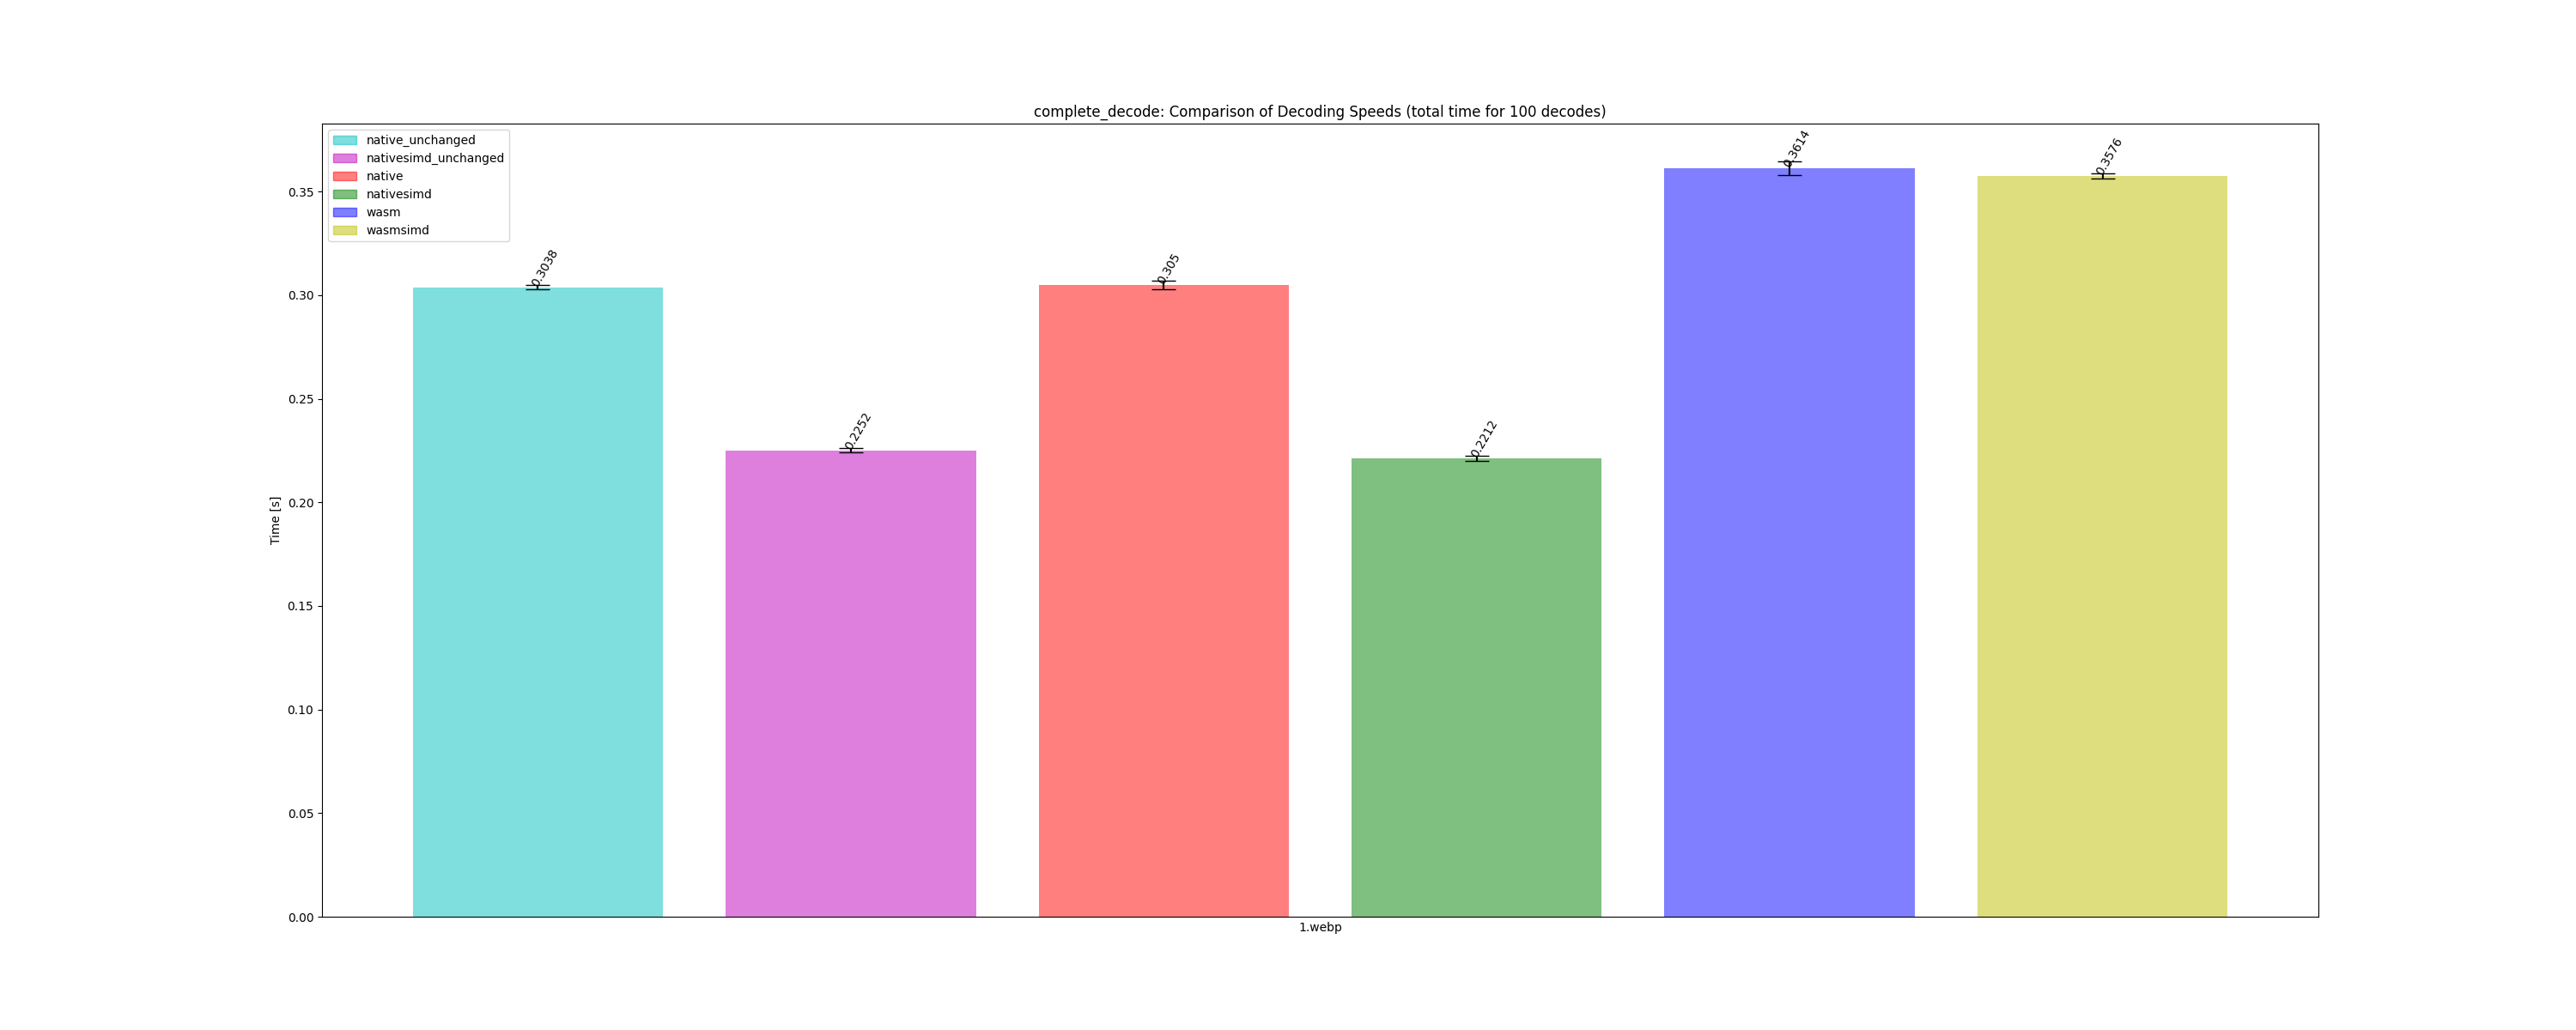 complete_decode: Comparison of Decoding Speeds (total time for 100 decodes)
native_unchanged
nativesimd_unchanged
native
nativesimd
wasm
wasmsimd
0.3038
0.2252
0.305
0.2212
0.3614
0.3576
Time [s]
0.35
0.30
0.25
0.20
0.15
0.10
0.05
0.00
1.webp